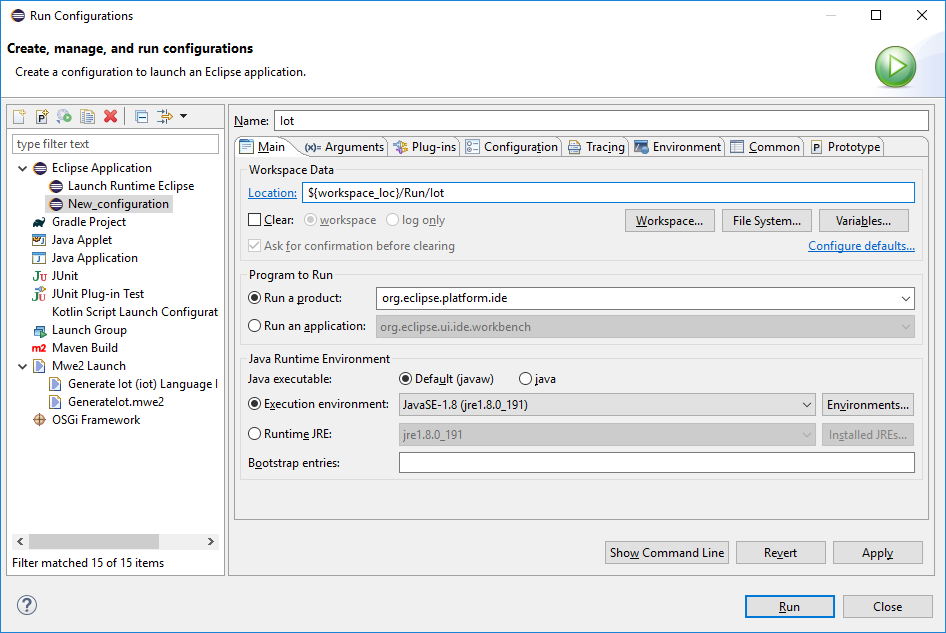 Run Configurations
Create, manage, and run configurations
Create a configuration to launch an Eclipse application.
type filter text
Eclipse Application
Launch Runtime Eclipse
New_configuration
Gradle Project
Java Applet
Java Application
JUnit
JUnit Plug-in Test
Kotlin Script Launch Configurat
Launch Group
Maven Build
Mwe2 Launch
Generate Iot (iot) Language I
GenerateIot.mwe2
OSGi Framework
Filter matched 15 of 15 items
Name: Iot
Main (x)= Arguments Plug-ins Configuration Tracing Environment Common Prototype
Workspace Data
Location: ${workspace_loc}/Run/Iot
Clear: workspace log only Workspace... File System... Variables...
Ask for confirmation before clearing Configure defaults...
Program to Run
Run a product: org.eclipse.platform.ide
Run an application: org.eclipse.ui.ide.workbench
Java Runtime Environment
Java executable: Default (javaw) java
Execution environment: JavaSE-1.8 (jre1.8.0_191) Environments...
Runtime JRE: jre1.8.0_191 Installed JREs...
Bootstrap entries:
Show Command Line Revert Apply
Run Close